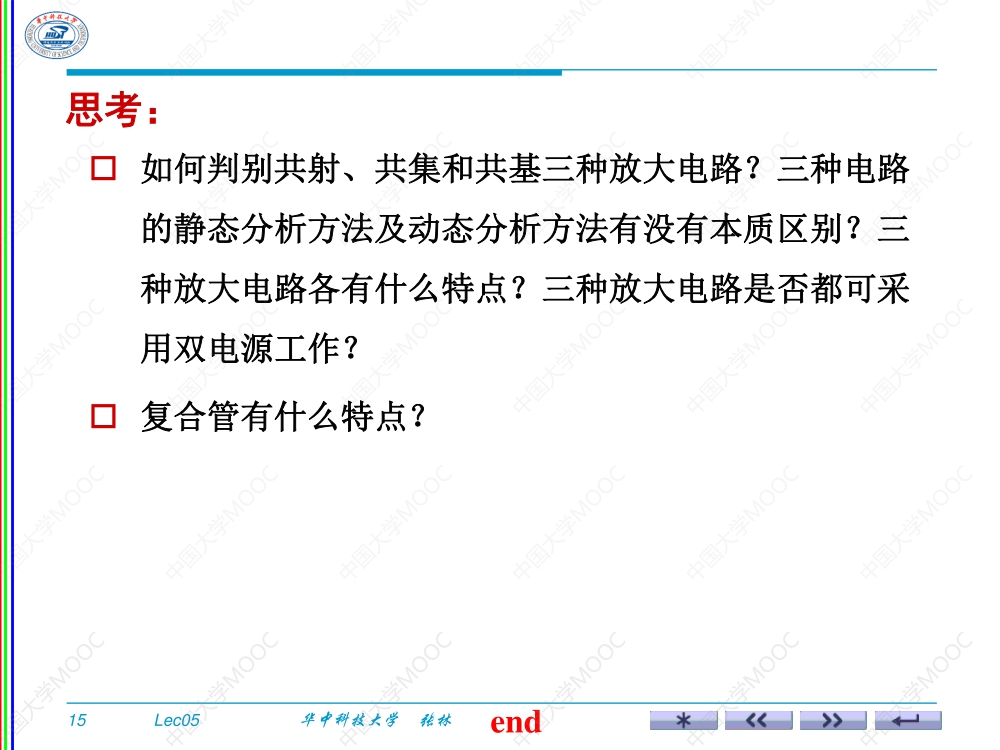 思考：
如何判别共射、共集和共基三种放大电路？三种电路
的静态分析方法及动态分析方法有没有本质区别？三
种放大电路各有什么特点？三种放大电路是否都可采
用双电源工作？
复合管有什么特点？
15 Lec05 华中科技大学 张林 end
中国大学MOOC